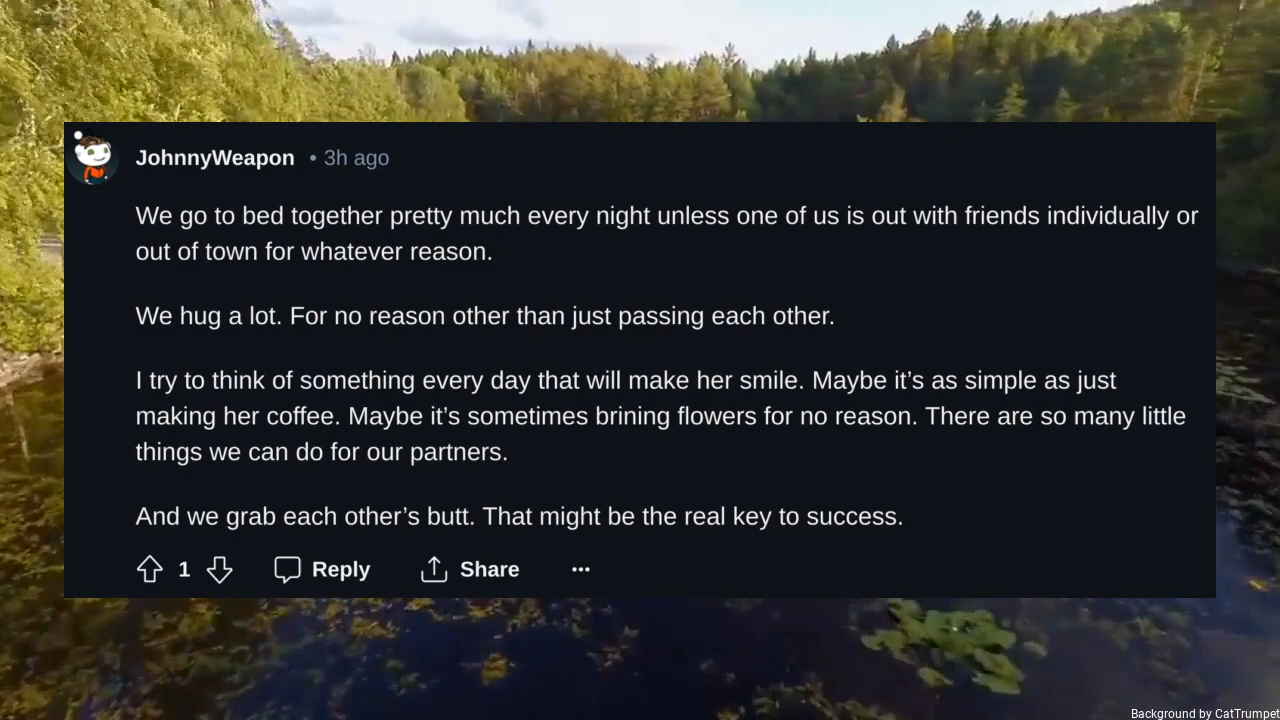 JohnnyWeapon • 3h ago
We go to bed together pretty much every night unless one of us is out with friends individually or
out of town for whatever reason.
We hug a lot. For no reason other than just passing each other.
I try to think of something every day that will make her smile. Maybe it’s as simple as just
making her coffee. Maybe it’s sometimes brining flowers for no reason. There are so many little
things we can do for our partners.
And we grab each other’s butt. That might be the real key to success.
1 Reply Share ...
Background by CatTrumpet